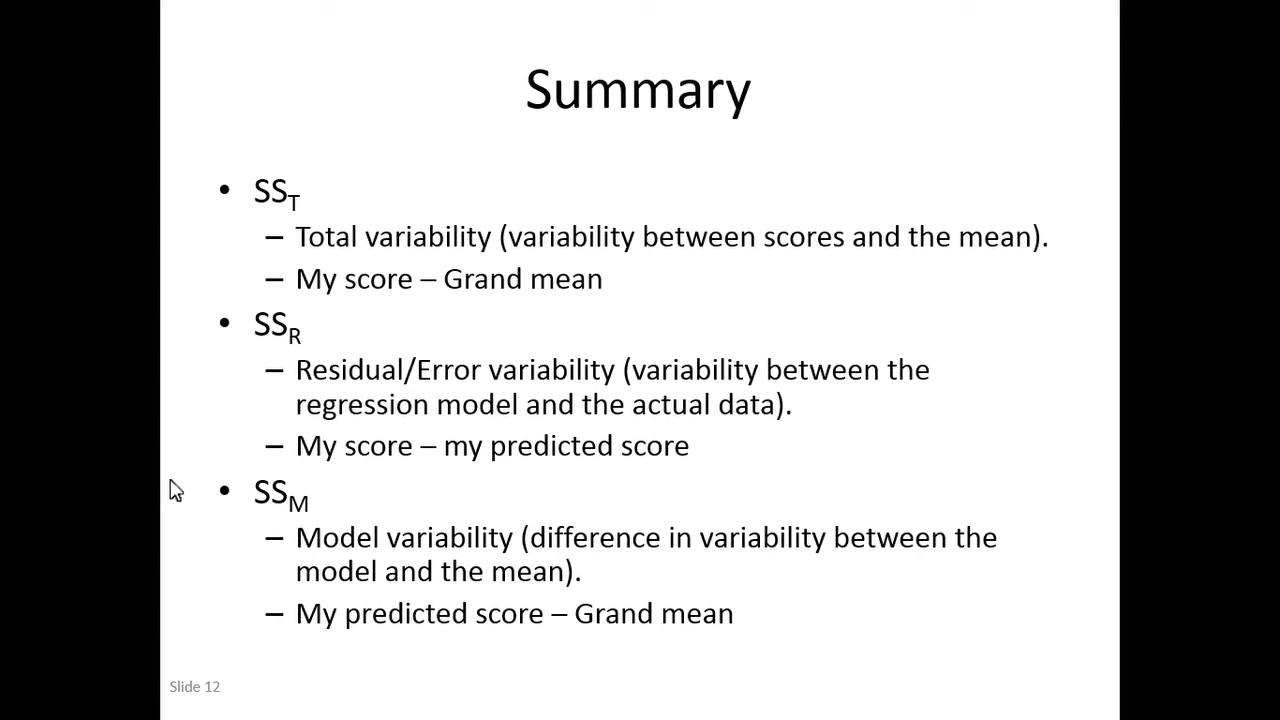 Summary
• SS_T
– Total variability (variability between scores and the mean).
– My score – Grand mean
• SS_R
– Residual/Error variability (variability between the
regression model and the actual data).
– My score – my predicted score
• SS_M
– Model variability (difference in variability between the
model and the mean).
– My predicted score – Grand mean
Slide 12